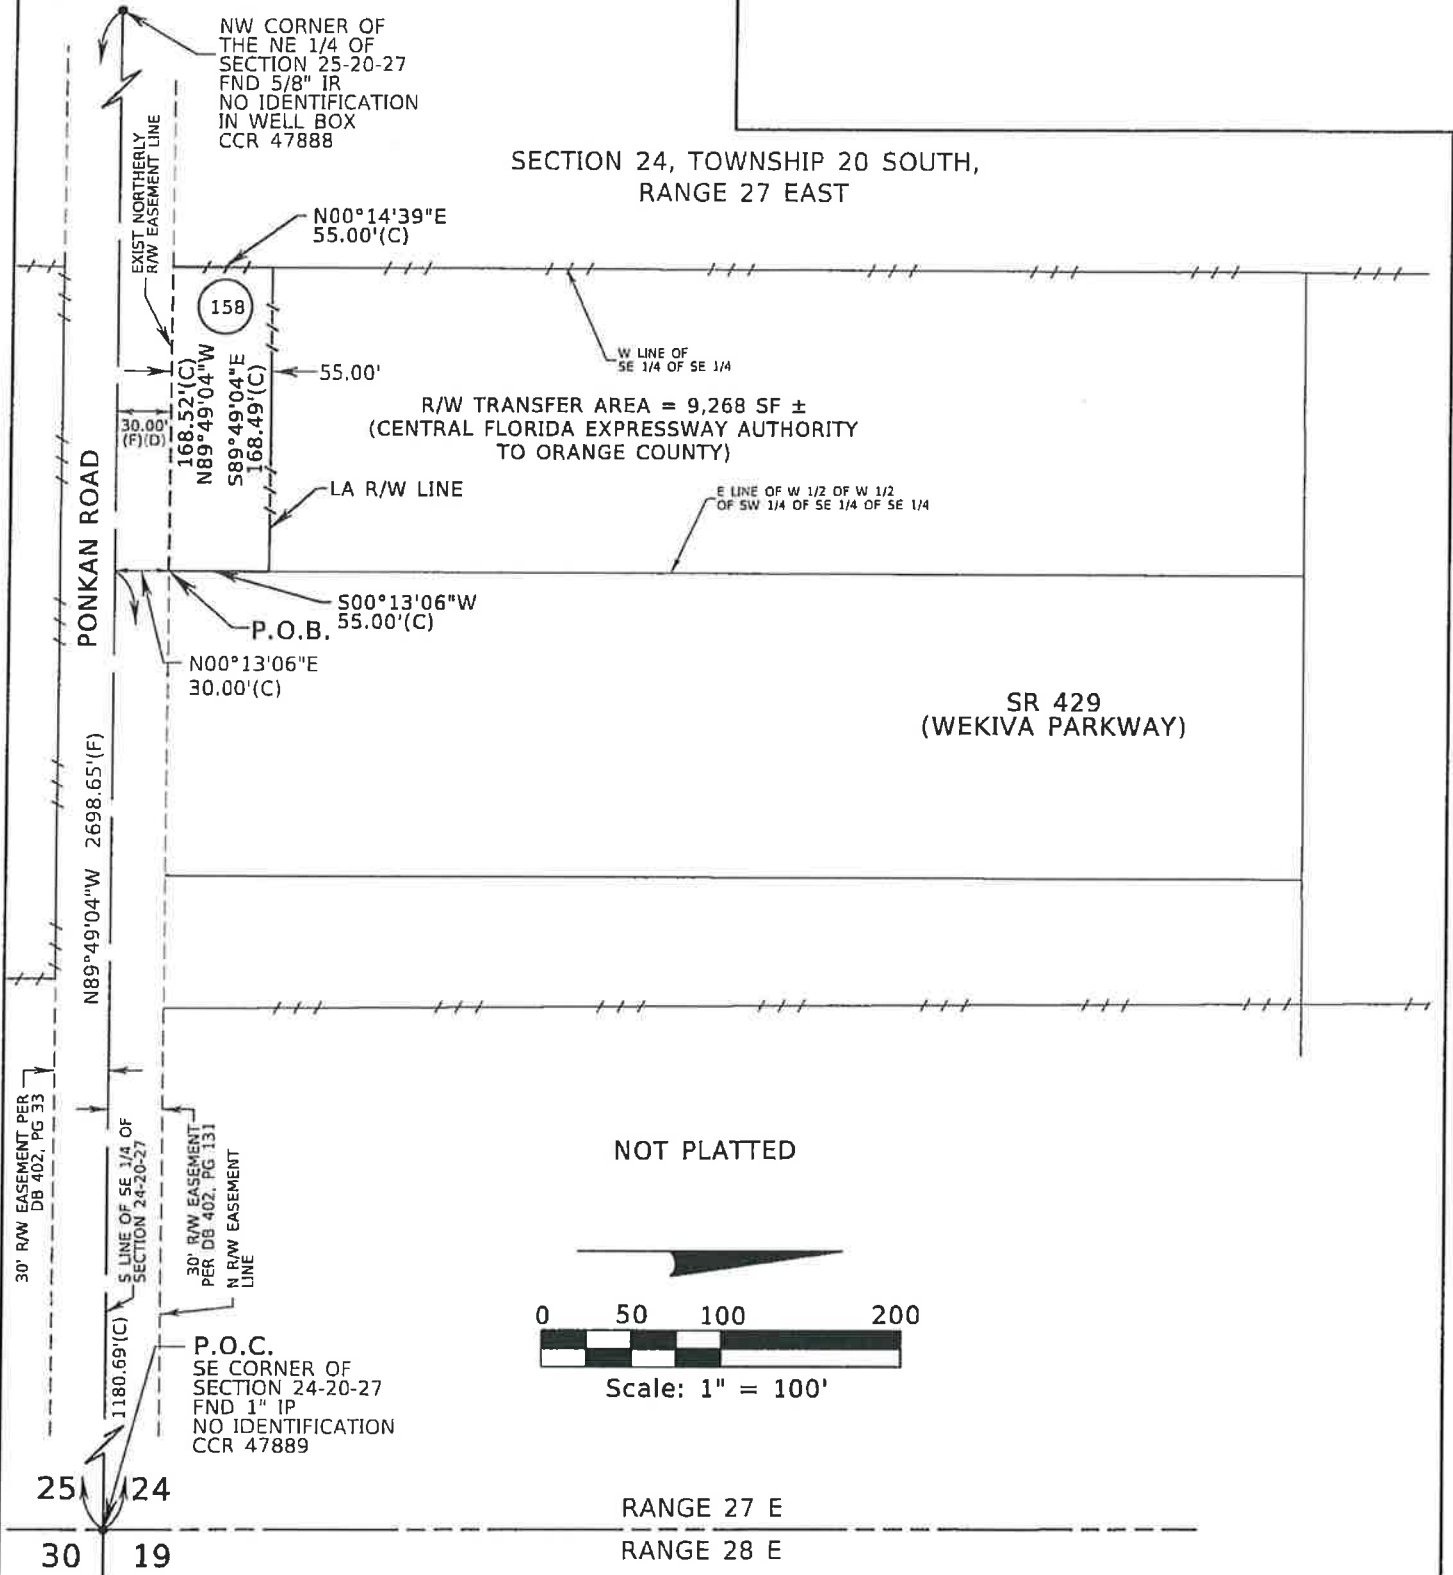 NW CORNER OF
THE NE 1/4 OF
SECTION 25-20-27
FND 5/8" IR
NO IDENTIFICATION
IN WELL BOX
CCR 47888
SECTION 24, TOWNSHIP 20 SOUTH,
RANGE 27 EAST
EXIST NORTHERLY
R/W EASEMENT LINE
N00°14'39"E
55.00'(C)
158
W LINE OF
SE 1/4 OF SE 1/4
168.52'(C)
N89°49'04"W
S89°49'04"E
168.49'(C)
55.00'
30.00'
(F)(D)
R/W TRANSFER AREA = 9,268 SF ±
(CENTRAL FLORIDA EXPRESSWAY AUTHORITY
TO ORANGE COUNTY)
LA R/W LINE
E LINE OF W 1/2 OF W 1/2
OF SW 1/4 OF SE 1/4 OF SE 1/4
PONKAN ROAD
S00°13'06"W
55.00'(C)
P.O.B.
N00°13'06"E
30.00'(C)
SR 429
(WEKIVA PARKWAY)
N89°49'04"W 2698.65'(F)
30' R/W EASEMENT PER
DB 402, PG 33
S LINE OF SE 1/4 OF
SECTION 24-20-27
30' R/W EASEMENT
PER DB 402, PG 131
N R/W EASEMENT
LINE
NOT PLATTED
0 50 100 200
Scale: 1" = 100'
1180.69'(C)
P.O.C.
SE CORNER OF
SECTION 24-20-27
FND 1" IP
NO IDENTIFICATION
CCR 47889
25 24
RANGE 27 E
30 19
RANGE 28 E